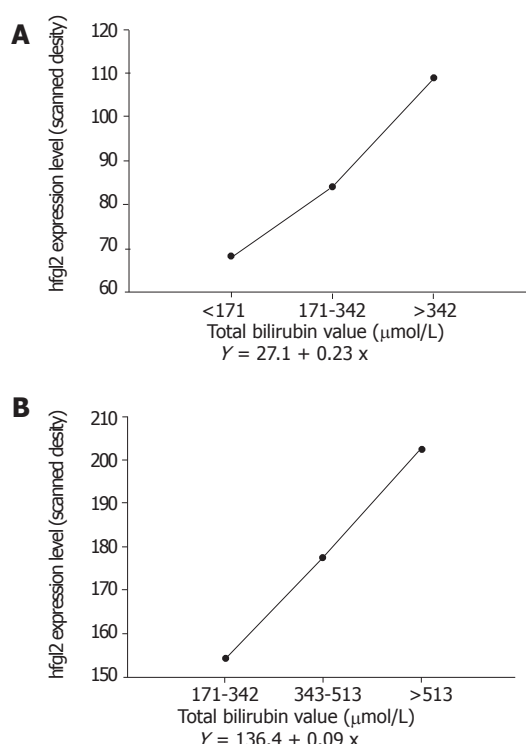 A
hfgl2 expression level (scanned desity)
120
110
100
90
80
70
60
<171 171-342 >342
Total bilirubin value (μmol/L)
Y = 27.1 + 0.23 x
B
hfgl2 expression level (scanned desity)
210
200
190
180
170
160
150
171-342 343-513 >513
Total bilirubin value (μmol/L)
Y = 136.4 + 0.09 x